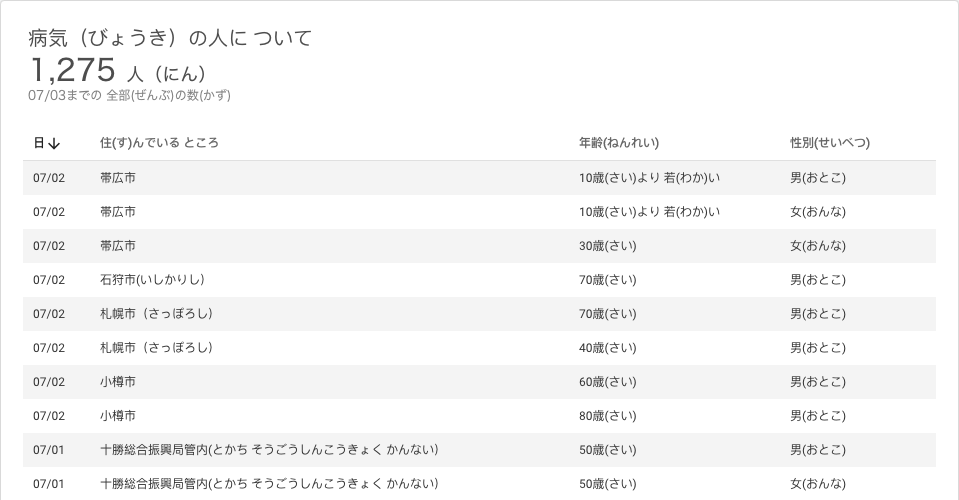 病気（びょうき）の人に ついて
1,275 人（にん）
07/03までの 全部(ぜんぶ)の数(かず)
日↓ 住(す)んでいる ところ 年齢(ねんれい) 性別(せいべつ)
07/02 帯広市 10歳(さい)より 若(わか)い 男(おとこ)
07/02 帯広市 10歳(さい)より 若(わか)い 女(おんな)
07/02 帯広市 30歳(さい) 女(おんな)
07/02 石狩市(いしかりし） 70歳(さい) 男(おとこ)
07/02 札幌市（さっぽろし） 70歳(さい) 男(おとこ)
07/02 札幌市（さっぽろし） 40歳(さい) 男(おとこ)
07/02 小樽市 60歳(さい) 男(おとこ)
07/02 小樽市 80歳(さい) 男(おとこ)
07/01 十勝総合振興局管内(とかち そうごうしんこうきょく かんない） 50歳(さい) 男(おとこ)
07/01 十勝総合振興局管内(とかち そうごうしんこうきょく かんない） 50歳(さい) 女(おんな)